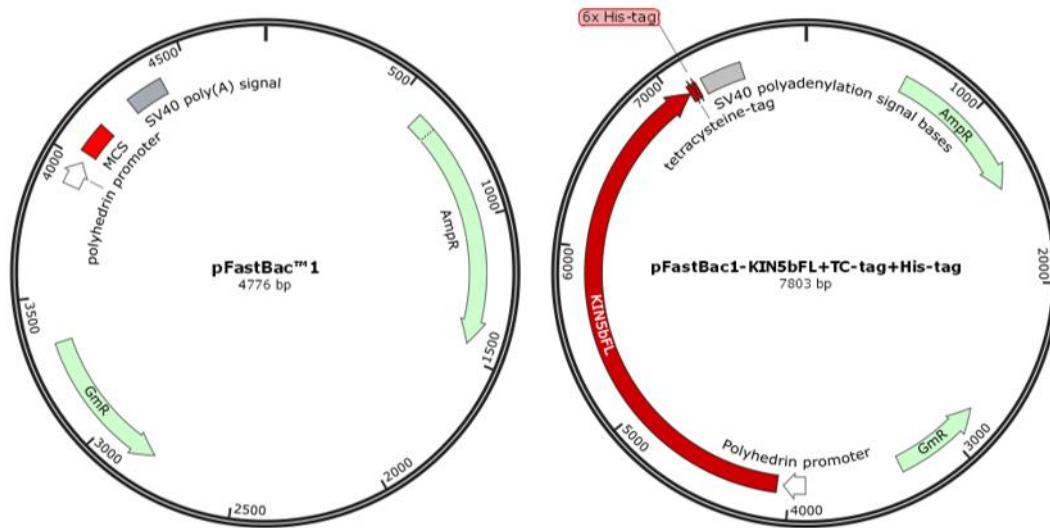 4500
500
SV40 poly(A) signal
4000
MCS
polyhedrin promoter
AmpR
1000
pFastBac™1
4776 bp
3500
1500
GmR
3000
2000
2500
6x His-tag
7000
SV40 polyadenylation signal bases
tetracysteine-tag
AmpR
1000
6000
pFastBac1-KIN5bFL+TC-tag+His-tag
7803 bp
2000
KIN5bFL
5000
Polyhedrin promoter
GmR
3000
4000